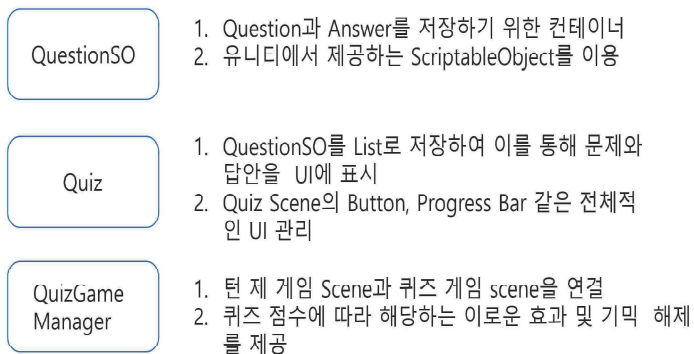 QuestionSO
1. Question과 Answer를 저장하기 위한 컨테이너
2. 유니티에서 제공하는 ScriptableObject를 이용
Quiz
1. QuestionSO를 List로 저장하여 이를 통해 문제와
답안을 UI에 표시
2. Quiz Scene의 Button, Progress Bar 같은 전체적
인 UI 관리
QuizGame
Manager
1. 턴 제 게임 Scene과 퀴즈 게임 scene을 연결
2. 퀴즈 점수에 따라 해당하는 이로운 효과 및 기믹 해제
를 제공